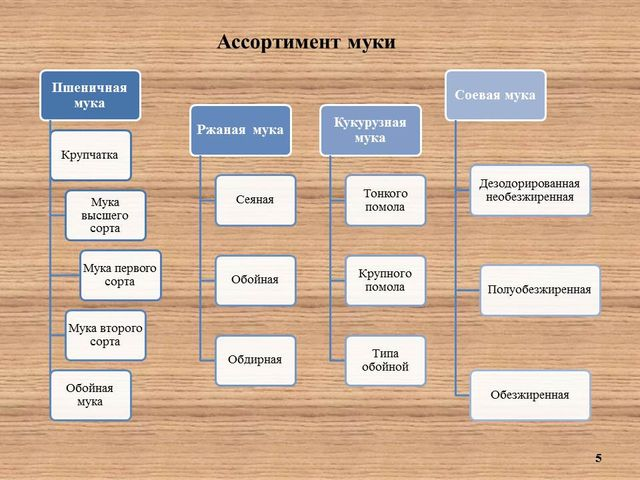 Ассортимент муки
Пшеничная
мука
Крупчатка
Мука
высшего
сорта
Мука первого
сорта
Мука второго
сорта
Обойная
мука
Ржаная мука
Сеяная
Обойная
Обдирная
Кукурузная
мука
Тонкого
помола
Крупного
помола
Типа
обойной
Соевая мука
Дезодорированная
необезжиренная
Полуобезжиренная
Обезжиренная
5